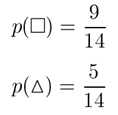 p(□) = 9/14
p(△) = 5/14